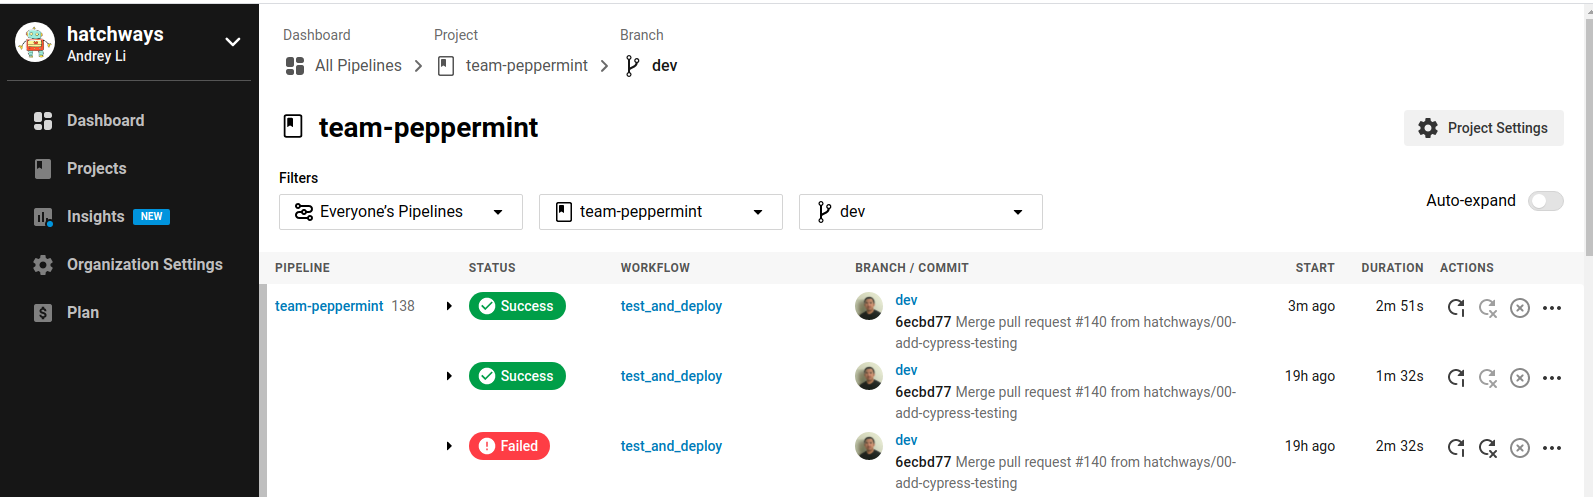 hatchways
Andrey Li
Dashboard
Projects
Insights NEW
Organization Settings
$ Plan
Dashboard Project Branch
All Pipelines team-peppermint dev
team-peppermint
Project Settings
Filters
Everyone’s Pipelines team-peppermint dev
Auto-expand
PIPELINE STATUS WORKFLOW BRANCH / COMMIT START DURATION ACTIONS
team-peppermint 138 Success test_and_deploy dev 3m ago 2m 51s
6ecbd77 Merge pull request #140 from hatchways/00-
add-cypress-testing
Success test_and_deploy dev 19h ago 1m 32s
6ecbd77 Merge pull request #140 from hatchways/00-
add-cypress-testing
Failed test_and_deploy dev 19h ago 2m 32s
6ecbd77 Merge pull request #140 from hatchways/00-
add-cypress-testing